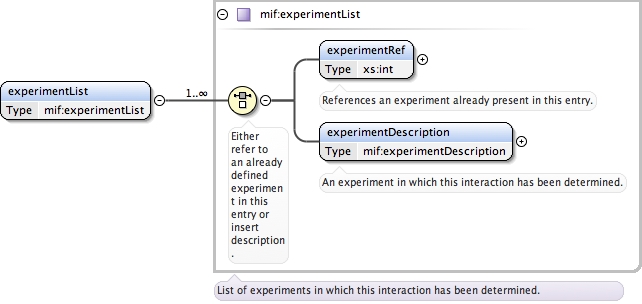 mif:experimentList
experimentRef
Type xs:int
References an experiment already present in this entry.
experimentList
Type mif:experimentList
1..∞
Either
refer to
an already
defined
experimen
t in this
entry or
insert
description
.
experimentDescription
Type mif:experimentDescription
An experiment in which this interaction has been determined.
List of experiments in which this interaction has been determined.